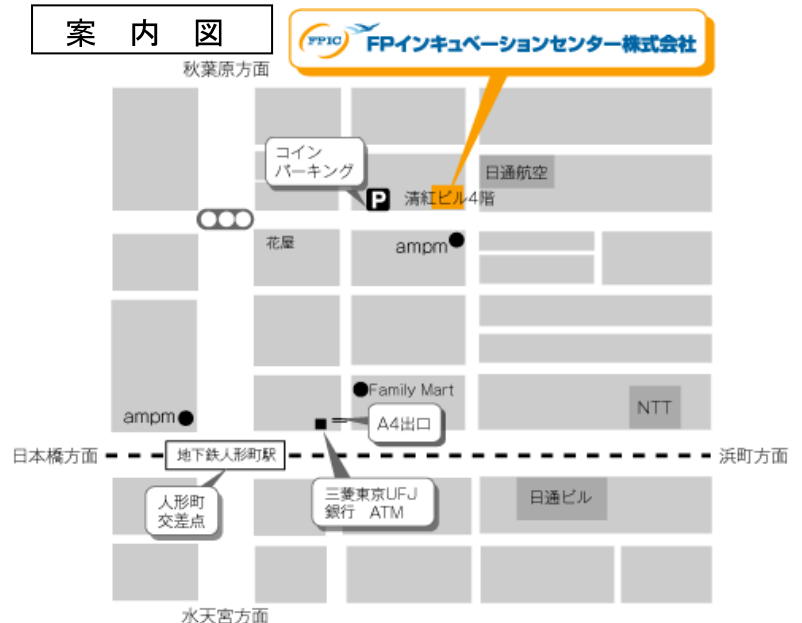 案 内 図
FPIC FPインキュベーションセンター株式会社
秋葉原方面
コイン
パーキング
日通航空
P
清紅ビル4階
花屋
ampm
Family Mart
NTT
ampm
A4出口
日本橋方面
地下鉄人形町駅
浜町方面
人形町
交差点
三菱東京UFJ
銀行 ATM
日通ビル
水天宮方面